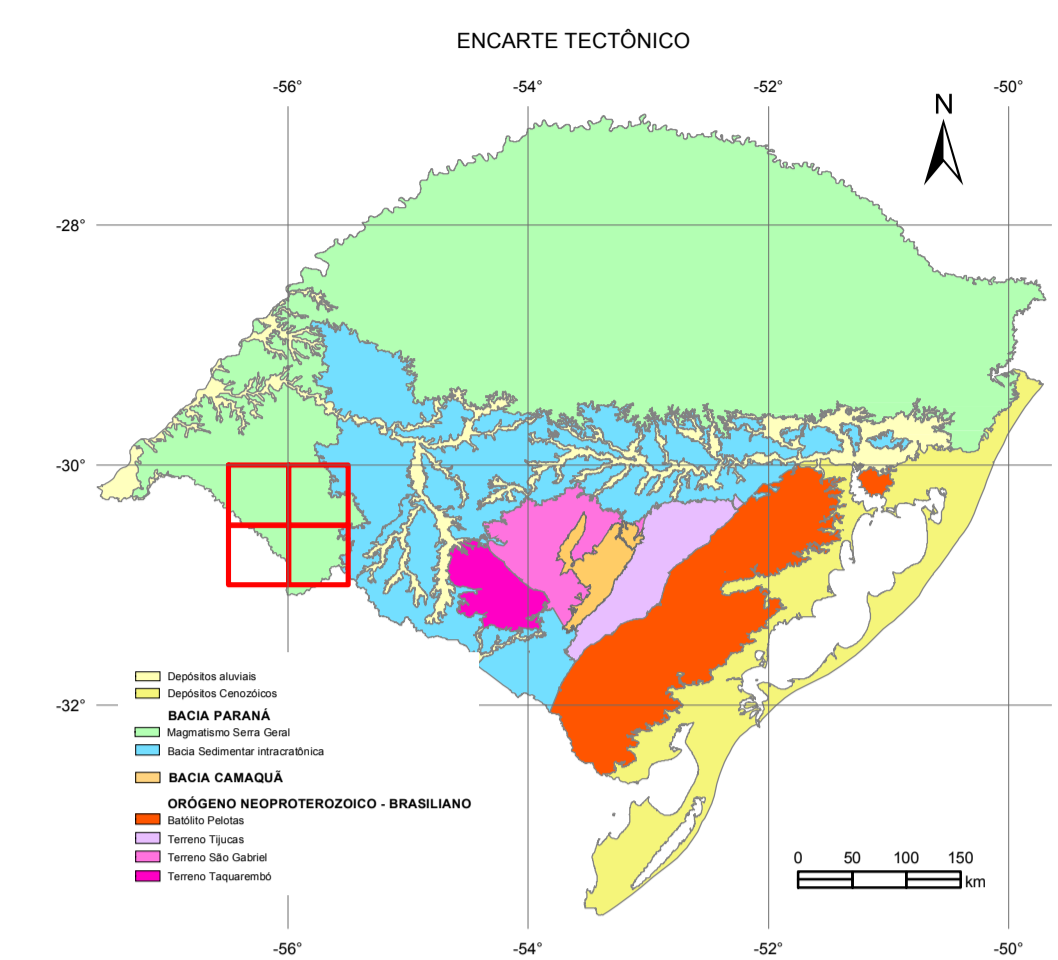 ENCARTE TECTÔNICO
-56°
-54°
-52°
-50°
N
-28°
-30°
-32°
Depósitos aluviais
Depósitos Cenozóicos
BACIA PARANÁ
Magmatismo Serra Geral
Bacia Sedimentar intracratônica
BACIA CAMAQUÃ
ORÓGENO NEOPROTEROZOICO - BRASILIANO
Batólito Pelotas
Terreno Tijucas
Terreno São Gabriel
Terreno Taquarembó
0 50 100 150
km
-56°
-54°
-52°
-50°